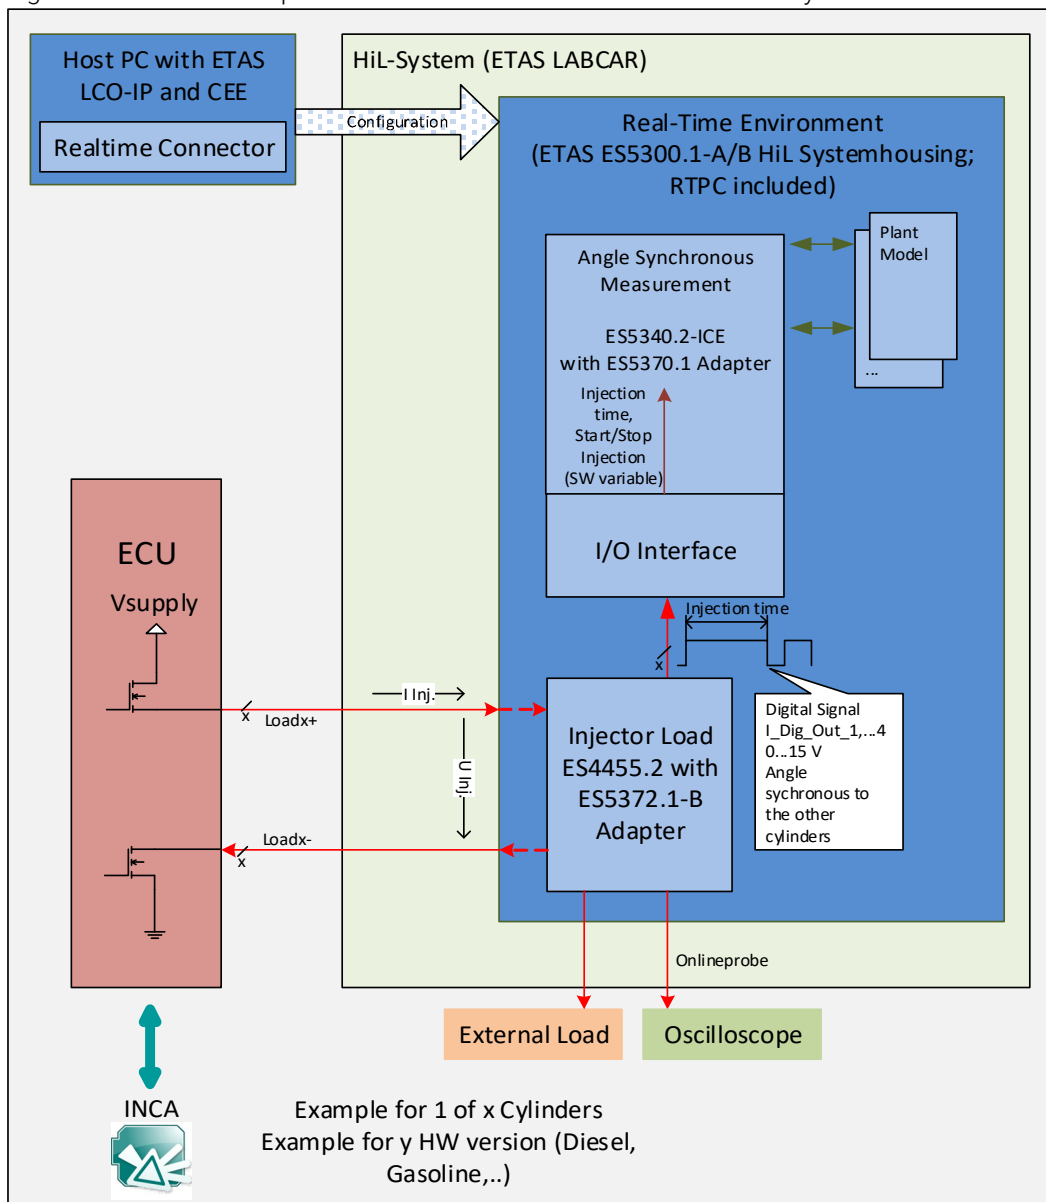 Host PC with ETAS
LCO-IP and CEE
Realtime Connector
HiL-System (ETAS LABCAR)
Configuration
Real-Time Environment
(ETAS ES5300.1-A/B HiL Systemhousing;
RTPC included)
Angle Synchronous
Measurement
ES5340.2-ICE
with ES5370.1 Adapter
Injection
time,
Start/Stop
Injection
(SW variable)
Plant
Model
...
I/O Interface
Injection time
x
ECU
Vsupply
x
Loadx+
I Inj.
U Inj.
Loadx-
x
Injector Load
ES4455.2 with
ES5372.1-B
Adapter
Digital Signal
I_Dig_Out_1,...4
0...15 V
Angle
sychronous to
the other
cylinders
Onlineprobe
External Load
Oscilloscope
INCA
Example for 1 of x Cylinders
Example for y HW version (Diesel,
Gasoline,..)